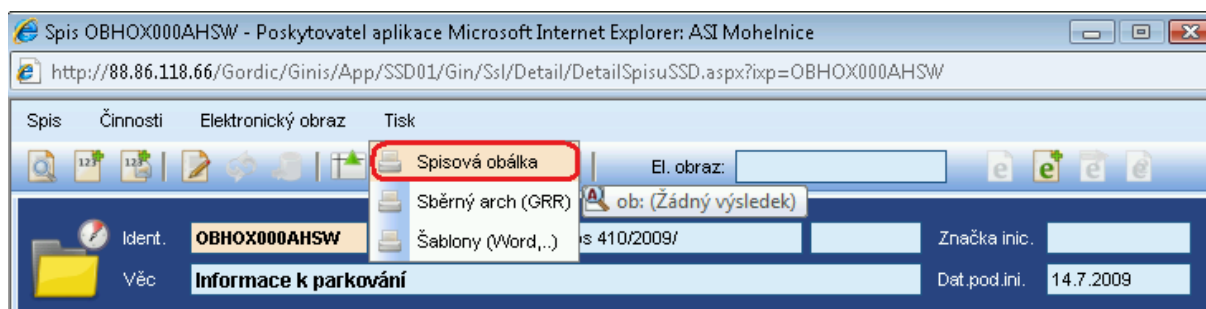 Spis OBHOX000AHSW - Poskytovatel aplikace Microsoft Internet Explorer: ASI Mohelnice
http://88.86.118.66/Gordic/Ginis/App/SSD01/Gin/Ssl/Detail/DetailSpisuSSD.aspx?ixp=OBHOX000AHSW
Spis Činnosti Elektronický obraz Tisk
Spisová obálka El. obraz:
Sběrný arch (GRR) ob: (Žádný výsledek)
Ident. OBHOX000AHSW Šablony (Word,..) s 410/2009/ Značka inic.
Věc Informace k parkování Dat.pod.ini. 14.7.2009